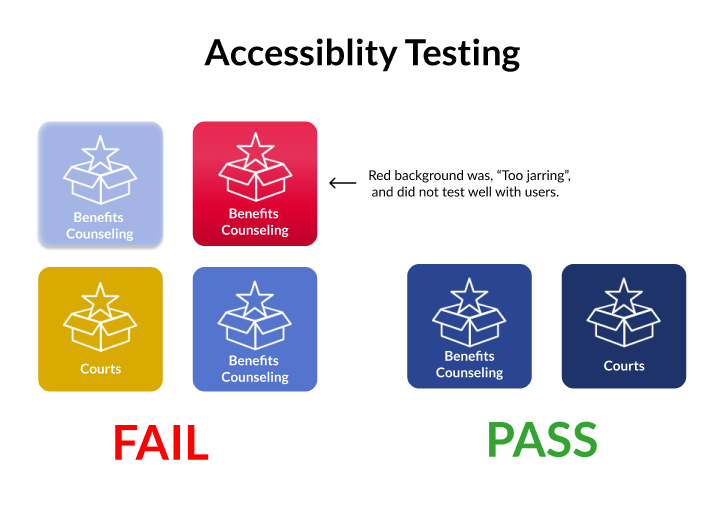 Accessiblity Testing
Benefits
Counseling
Benefits
Counseling
Red background was, “Too jarring”,
and did not test well with users.
Courts
Benefits
Counseling
Benefits
Counseling
Courts
FAIL
PASS